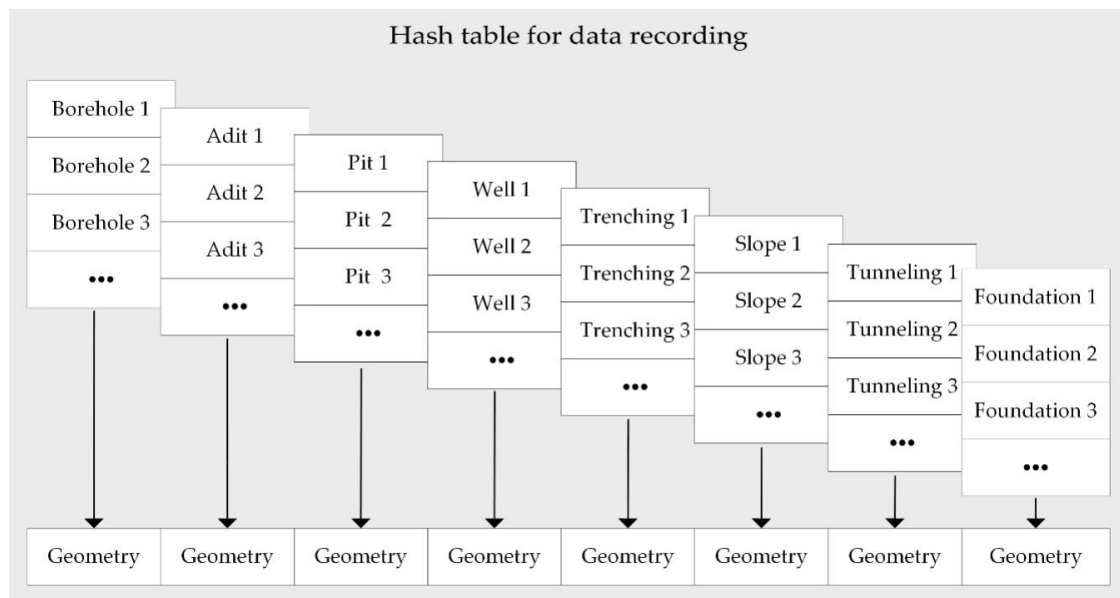 Hash table for data recording
Borehole 1
Borehole 2
Borehole 3
•••
Adit 1
Adit 2
Adit 3
•••
Pit 1
Pit  2
Pit  3
•••
Well 1
Well 2
Well 3
•••
Trenching 1
Trenching 2
Trenching 3
•••
Slope 1
Slope 2
Slope 3
•••
Tunneling 1
Tunneling 2
Tunneling 3
•••
Foundation 1
Foundation 2
Foundation 3
•••
Geometry
Geometry
Geometry
Geometry
Geometry
Geometry
Geometry
Geometry